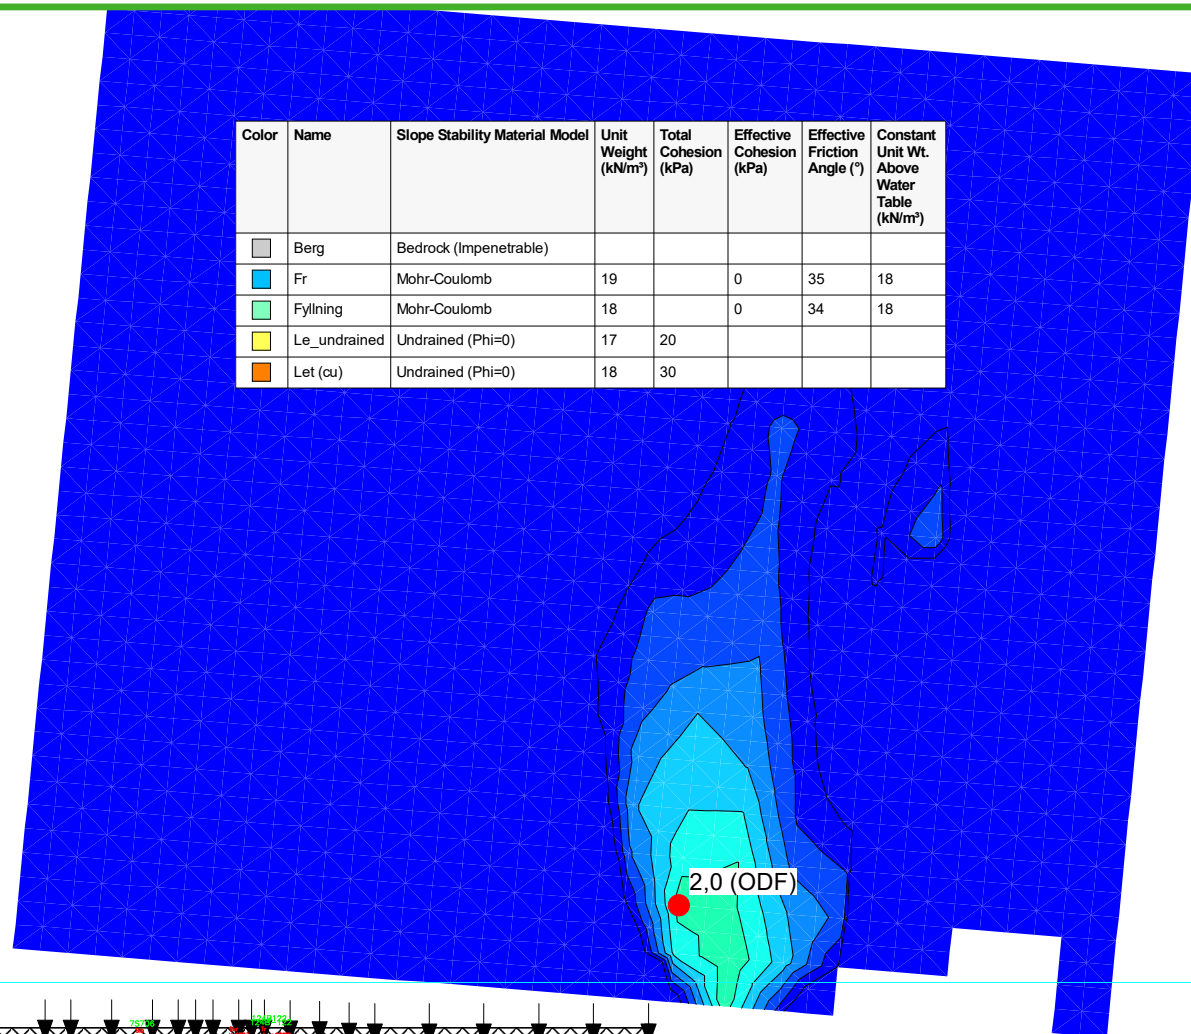 Color Name Slope Stability Material Model Unit Weight (kN/m³) Total Cohesion (kPa) Effective Cohesion (kPa) Effective Friction Angle (°) Constant Unit Wt. Above Water Table (kN/m³)
Berg Bedrock (Impenetrable)
Fr Mohr-Coulomb 19 0 35 18
Fyllning Mohr-Coulomb 18 0 34 18
Le_undrained Undrained (Phi=0) 17 20
Let (cu) Undrained (Phi=0) 18 30
2,0 (ODF)